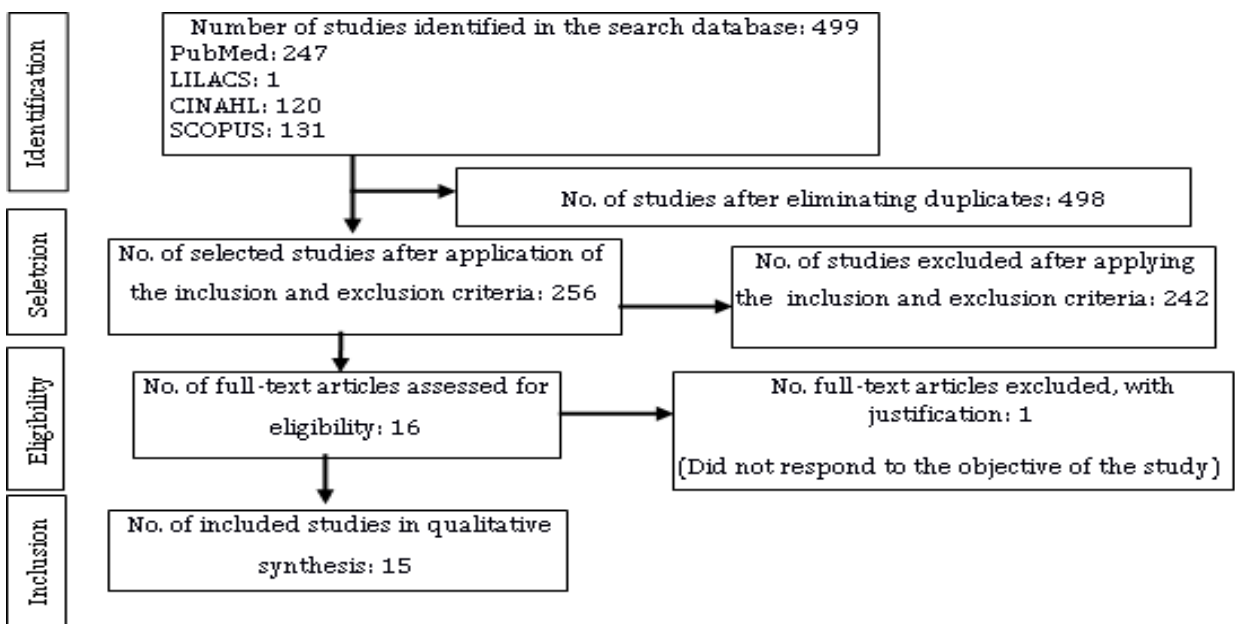 Identification
Number of studies identified in the search database: 499
PubMed: 247
LILACS: 1
CINAHL: 120
SCOPUS: 131
No. of studies after eliminating duplicates: 498
Seletcion
No. of selected studies after application of
the inclusion and exclusion criteria: 256
No. of studies excluded after applying
the inclusion and exclusion criteria: 242
Eligibility
No. of full-text articles assessed for
eligibility: 16
No. full-text articles excluded, with
justification: 1
(Did not respond to the objective of the study)
Inclusion
No. of included studies in qualitative
synthesis: 15